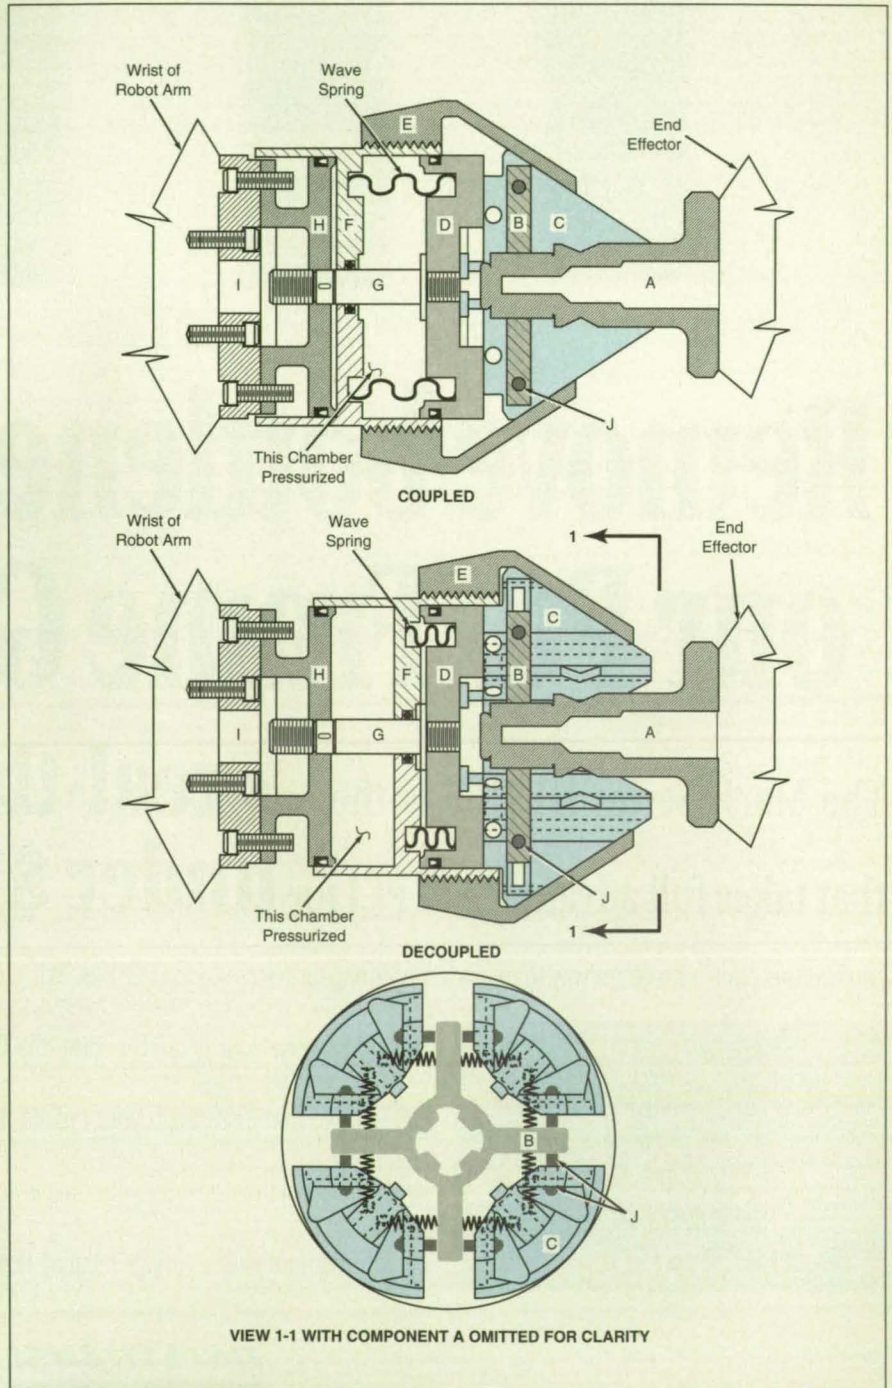 Wrist of
Robot Arm
Wave
Spring
E
End
Effector
H
F
D
B
C
I
G
A
J
This Chamber
Pressurized
COUPLED
Wrist of
Robot Arm
Wave
Spring
1
End
Effector
E
C
H
F
D
B
I
G
A
J
This Chamber
Pressurized
1
DECOUPLED
B
J
C
VIEW 1-1 WITH COMPONENT A OMITTED FOR CLARITY